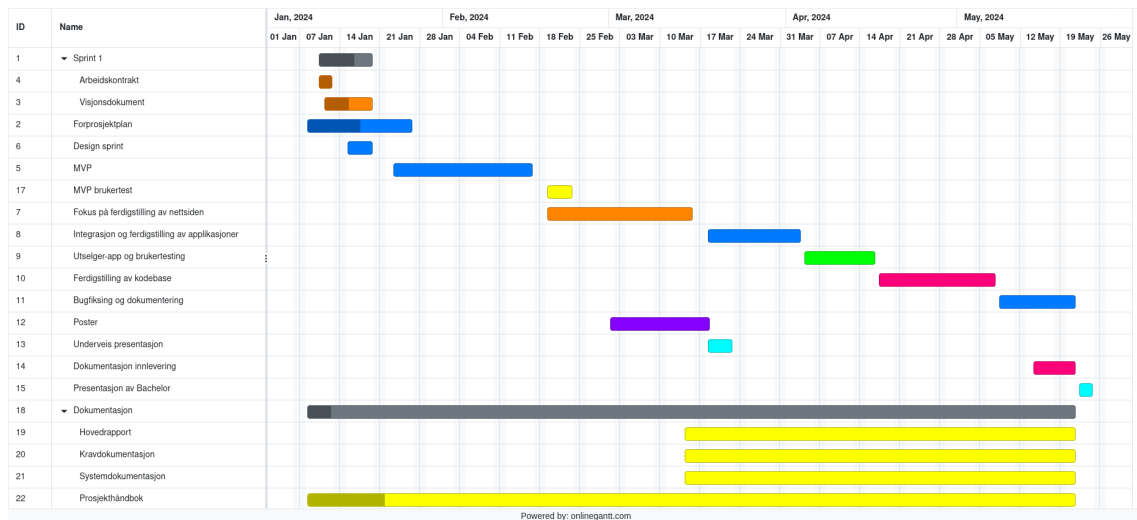 ID Name Jan, 2024 Feb, 2024 Mar, 2024 Apr, 2024 May, 2024
01 Jan 07 Jan 14 Jan 21 Jan 28 Jan 04 Feb 11 Feb 18 Feb 25 Feb 03 Mar 10 Mar 17 Mar 24 Mar 31 Mar 07 Apr 14 Apr 21 Apr 28 Apr 05 May 12 May 19 May 26 May
1 Sprint 1
4 Arbeidskontrakt
3 Visjonsdokument
2 Forprosjektplan
6 Design sprint
5 MVP
17 MVP brukertest
7 Fokus på ferdigstilling av nettsiden
8 Integrasjon og ferdigstilling av applikasjoner
9 Utselger-app og brukertesting
10 Ferdigstilling av kodebase
11 Bugfiksing og dokumentering
12 Poster
13 Underveis presentasjon
14 Dokumentasjon innlevering
15 Presentasjon av Bachelor
18 Dokumentasjon
19 Hovedrapport
20 Kravdokumentasjon
21 Systemdokumentasjon
22 Prosjekthåndbok
Powered by: onlinegantt.com